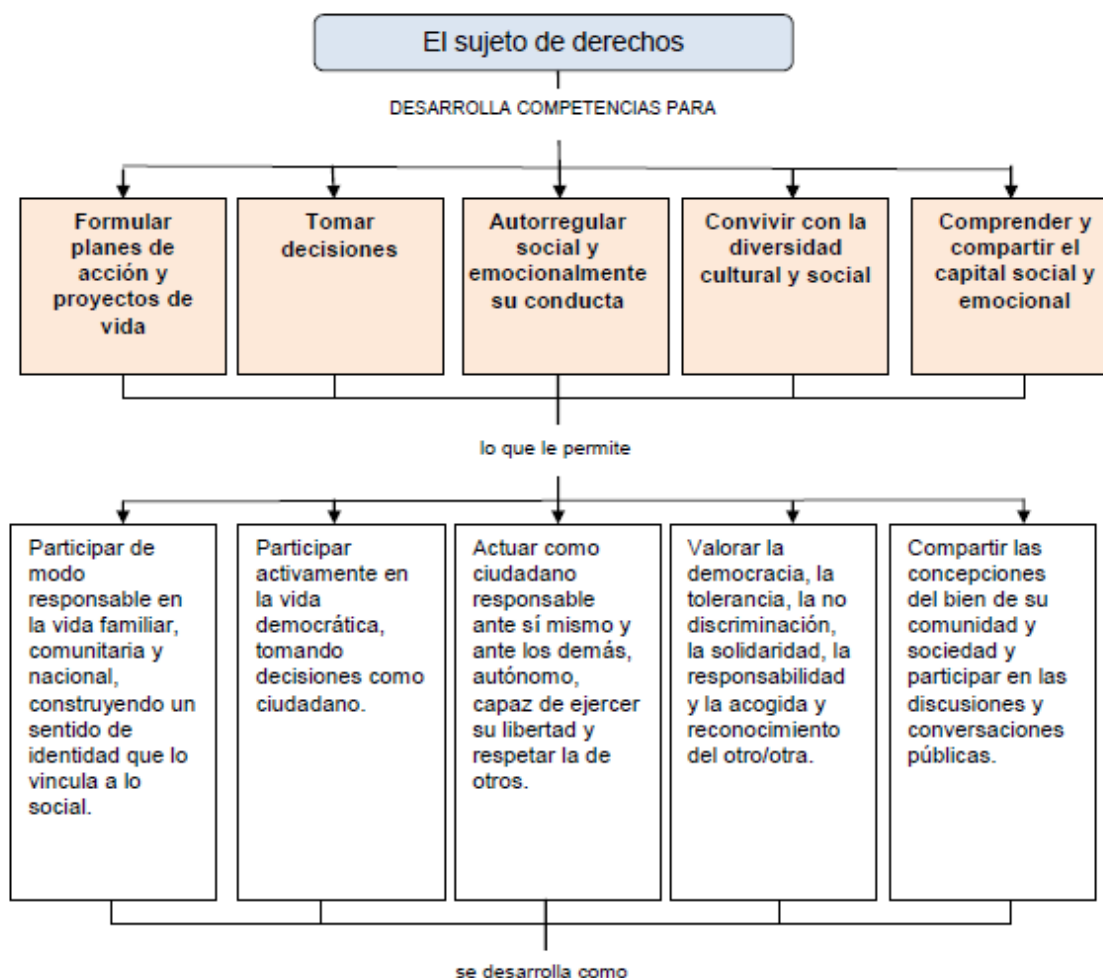 El sujeto de derechos
DESARROLLA COMPETENCIAS PARA
Formular
planes de
acción y
proyectos de
vida
Tomar
decisiones
Autorregular
social y
emocionalmente
su conducta
Convivir con la
diversidad
cultural y social
Comprender y
compartir el
capital social y
emocional
lo que le permite
Participar de
modo
responsable en
la vida familiar,
comunitaria y
nacional,
construyendo un
sentido de
identidad que lo
vincula a lo
social.
Participar
activamente en
la vida
democrática,
tomando
decisiones como
ciudadano.
Actuar como
ciudadano
responsable
ante sí mismo y
ante los demás,
autónomo,
capaz de ejercer
su libertad y
respetar la de
otros.
Valorar la
democracia, la
tolerancia, la no
discriminación,
la solidaridad, la
responsabilidad
y la acogida y
reconocimiento
del otro/otra.
Compartir las
concepciones
del bien de su
comunidad y
sociedad y
participar en las
discusiones y
conversaciones
públicas.
se desarrolla como